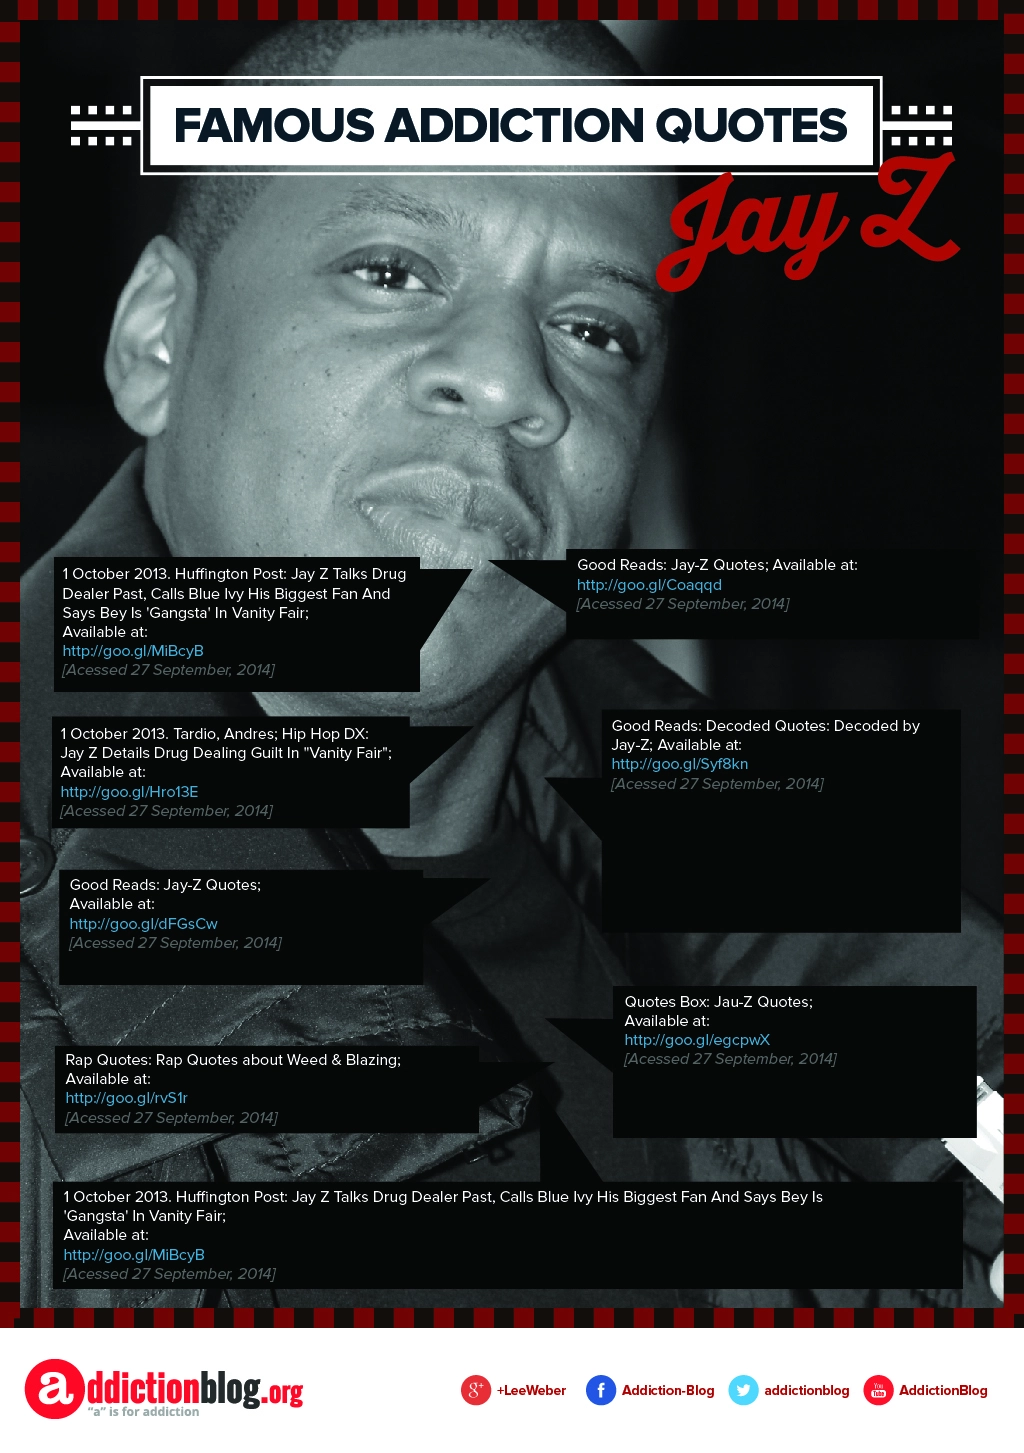 FAMOUS ADDICTION QUOTES
Jay Z
1 October 2013. Huffington Post: Jay Z Talks Drug
Dealer Past, Calls Blue Ivy His Biggest Fan And
Says Bey Is 'Gangsta' In Vanity Fair;
Available at:
http://goo.gl/MiBcyB
[Acessed 27 September, 2014]
Good Reads: Jay-Z Quotes; Available at:
http://goo.gl/Coaqqd
[Acessed 27 September, 2014]
1 October 2013. Tardio, Andres; Hip Hop DX:
Jay Z Details Drug Dealing Guilt In "Vanity Fair";
Available at:
http://goo.gl/Hro13E
[Acessed 27 September, 2014]
Good Reads: Decoded Quotes: Decoded by
Jay-Z; Available at:
http://goo.gl/Syf8kn
[Acessed 27 September, 2014]
Good Reads: Jay-Z Quotes;
Available at:
http://goo.gl/dFGsCw
[Acessed 27 September, 2014]
Quotes Box: Jau-Z Quotes;
Available at:
http://goo.gl/egcpwX
[Acessed 27 September, 2014]
Rap Quotes: Rap Quotes about Weed & Blazing;
Available at:
http://goo.gl/rvS1r
[Acessed 27 September, 2014]
1 October 2013. Huffington Post: Jay Z Talks Drug Dealer Past, Calls Blue Ivy His Biggest Fan And Says Bey Is
'Gangsta' In Vanity Fair;
Available at:
http://goo.gl/MiBcyB
[Acessed 27 September, 2014]
addictionblog.org
"a" is for addiction
g+ +LeeWeber
f Addiction-Blog
addictionblog
You Tube AddictionBlog